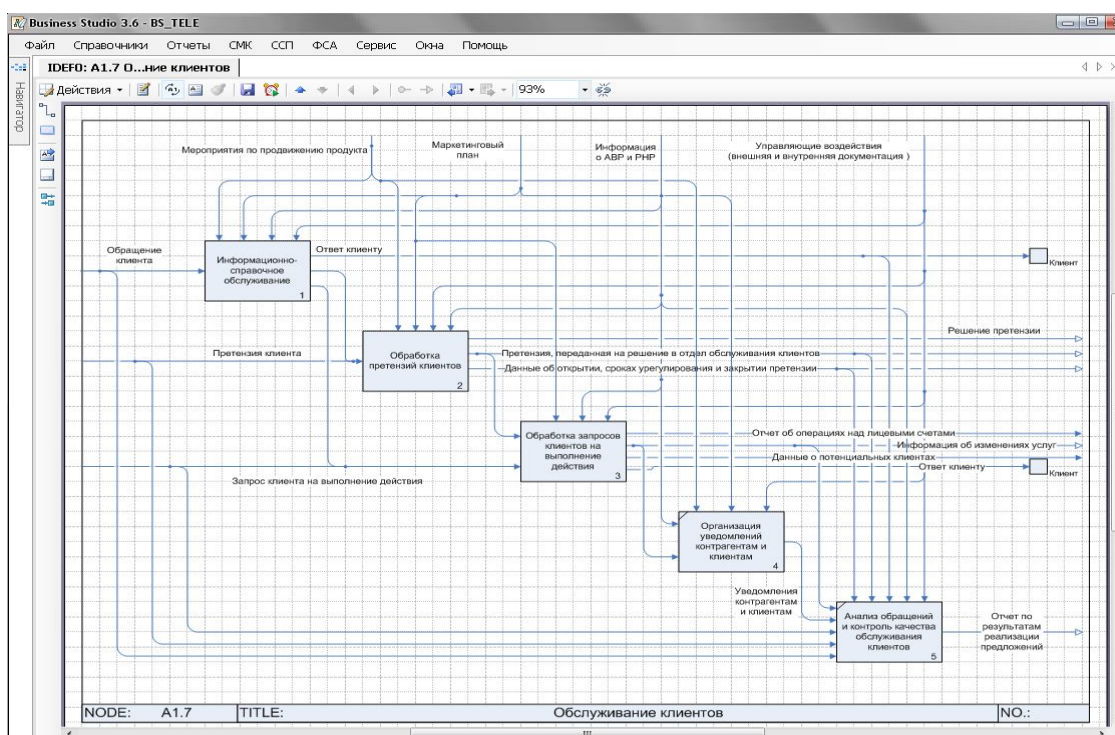 Business Studio 3.6 - BS_TELE
Файл Справочники Отчеты СМК ССП ФСА Сервис Окна Помощь
IDEF0: A1.7 О...ние клиентов
Навигатор
Действия
93%
Мероприятия по продвижению продукта
Маркетинговый
план
Информация
о АВР и РНР
Управляющие воздействия
(внешняя и внутренняя документация )
Обращение
клиента
Информационно-
справочное
обслуживание
1
Ответ клиенту
Клиент
Претензия клиента
Обработка
претензий клиентов
2
Решение претензии
Претензия, переданная на решение в отдел обслуживания клиентов
Данные об открытии, сроках урегулирования и закрытии претензии
Обработка запросов
клиентов на
выполнение
действия
3
Отчет об операциях над лицевыми счетами
Информация об изменениях услуг
Данные о потенциальных клиентах
Ответ клиенту
Клиент
Запрос клиента на выполнение действия
Организация
уведомлений
контрагентам и
клиентам
4
Уведомления
контрагентам
и клиентам
Анализ обращений
и контроль качества
обслуживания
клиентов
5
Отчет по
результатам
реализации
предложений
NODE: A1.7 TITLE: Обслуживание клиентов NO.: